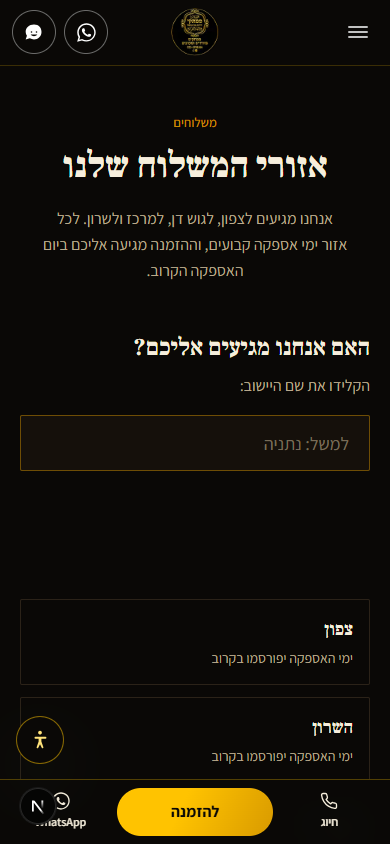 משלוחים
אזורי המשלוח שלנו
אנחנו מגיעים לצפון, לגוש דן, למרכז ולשרון. לכל
אזור ימי אספקה קבועים, וההזמנה מגיעה אליכם ביום
האספקה הקרוב.
האם אנחנו מגיעים אליכם?
הקלידו את שם היישוב:
למשל: נתניה
צפון
ימי האספקה יפורסמו בקרוב
השרון
ימי האספקה יפורסמו בקרוב
חיוג
להזמנה
WhatsApp
N